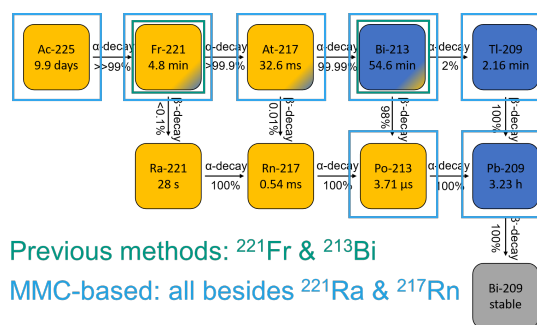 Ac-225 α-decay Fr-221 α-decay At-217 α-decay Bi-213 α-decay Tl-209
9.9 days >>99% 4.8 min >99.9% 32.6 ms 99.99% 54.6 min 2% 2.16 min
β-decay β-decay β-decay β-decay
<0.1% 0.01% 98% 100%
Ra-221 α-decay Rn-217 α-decay Po-213 α-decay Pb-209
28 s 100% 0.54 ms 100% 3.71 µs 100% 3.23 h
β-decay
100%
Previous methods: ²²¹Fr & ²¹³Bi
MMC-based: all besides ²²¹Ra & ²¹⁷Rn
Bi-209
stable